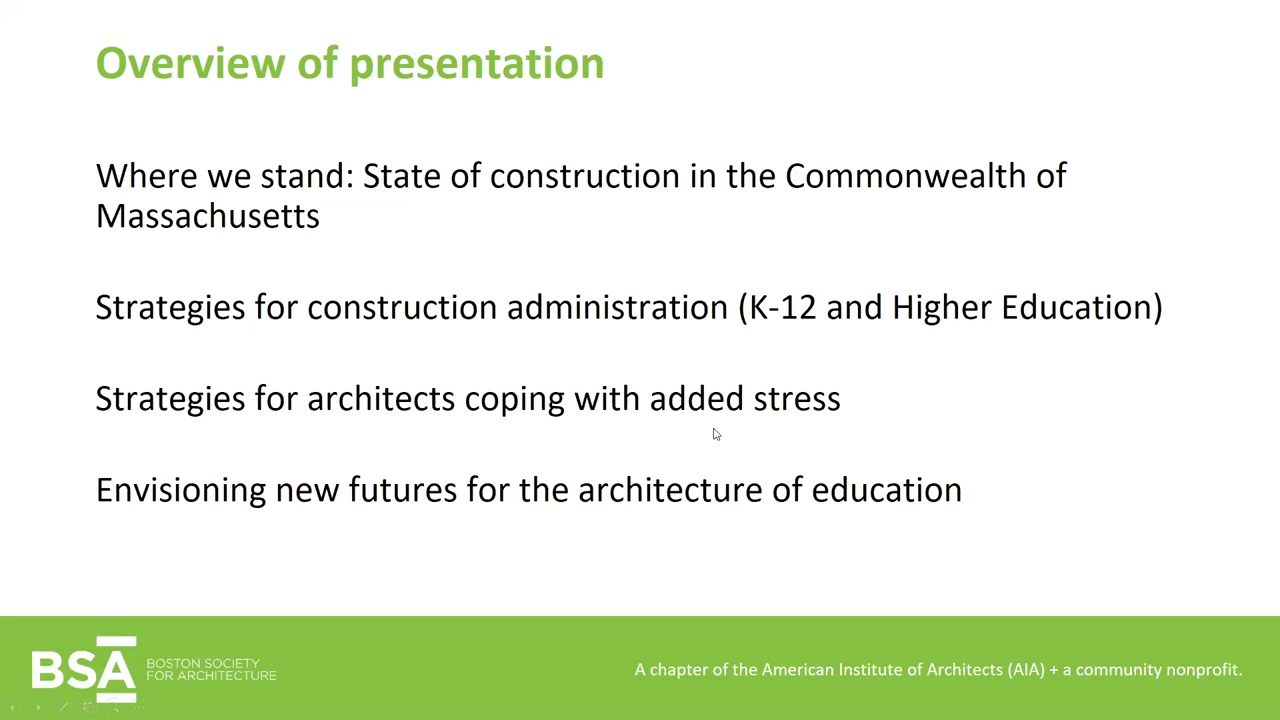 Overview of presentation
Where we stand: State of construction in the Commonwealth of
Massachusetts
Strategies for construction administration (K-12 and Higher Education)
Strategies for architects coping with added stress
Envisioning new futures for the architecture of education
BSA
BOSTON SOCIETY
FOR ARCHITECTURE
A chapter of the American Institute of Architects (AIA) + a community nonprofit.